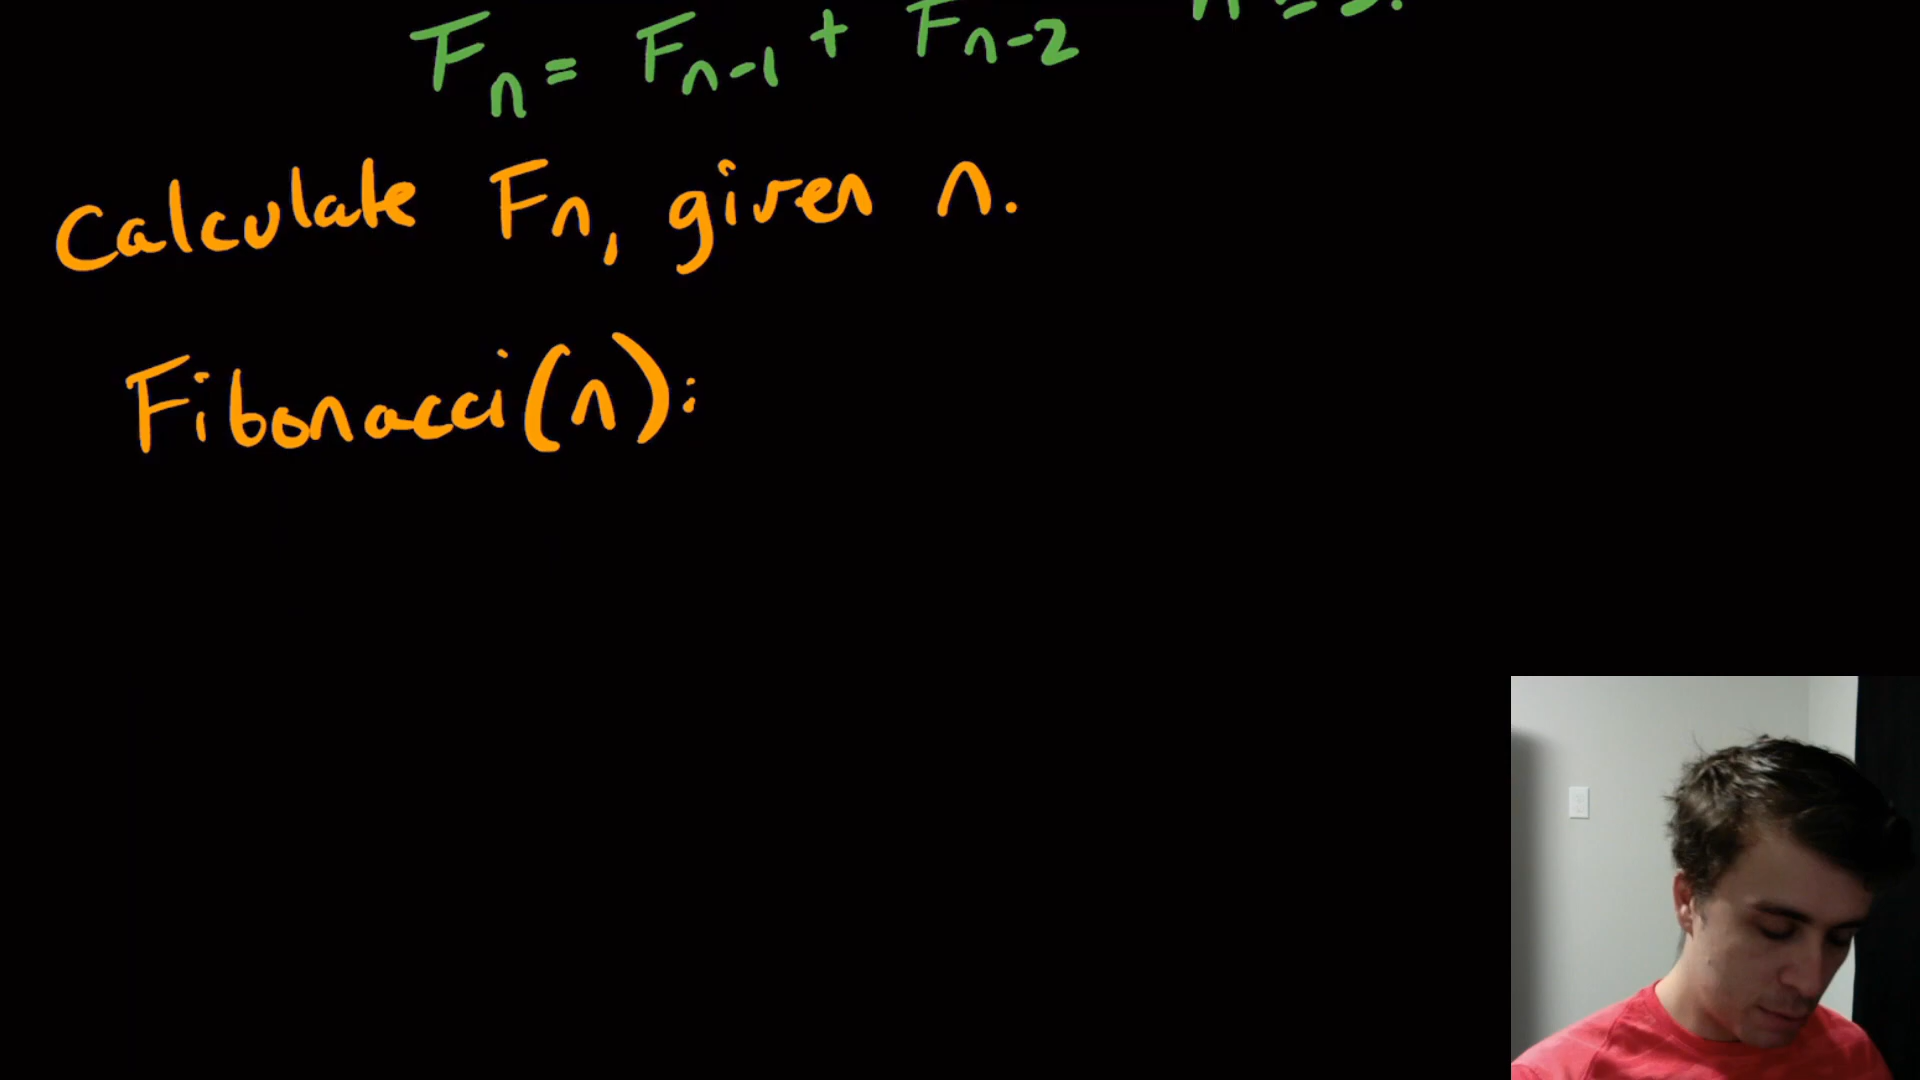 Fn = Fn-1 + Fn-2
Calculate Fn, given n.
Fibonacci(n):